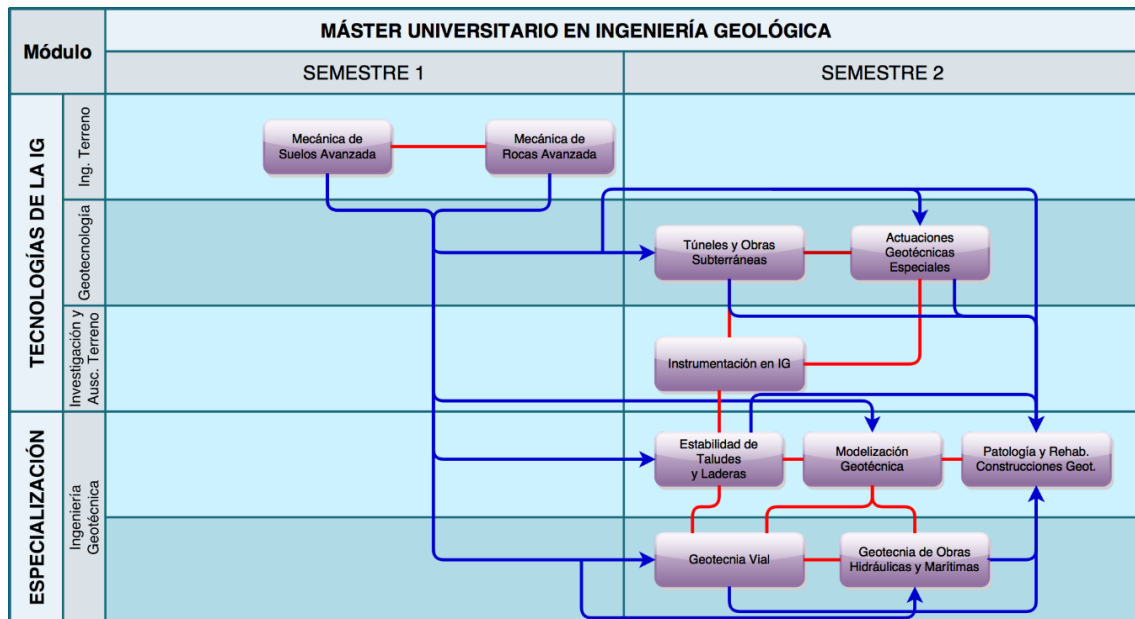 Módulo
MÁSTER UNIVERSITARIO EN INGENIERÍA GEOLÓGICA
SEMESTRE 1
SEMESTRE 2
TECNOLOGÍAS DE LA IG
Ing. Terreno
Mecánica de
Suelos Avanzada
Mecánica de
Rocas Avanzada
Geotecnología
Túneles y Obras
Subterráneas
Actuaciones
Geotécnicas
Especiales
Investigación y
Ausc. Terreno
Instrumentación en IG
ESPECIALIZACIÓN
Ingeniería
Geotécnica
Estabilidad de
Taludes
y Laderas
Modelización
Geotécnica
Patología y Rehab.
Construcciones Geot.
Geotecnia Vial
Geotecnia de Obras
Hidráulicas y Marítimas